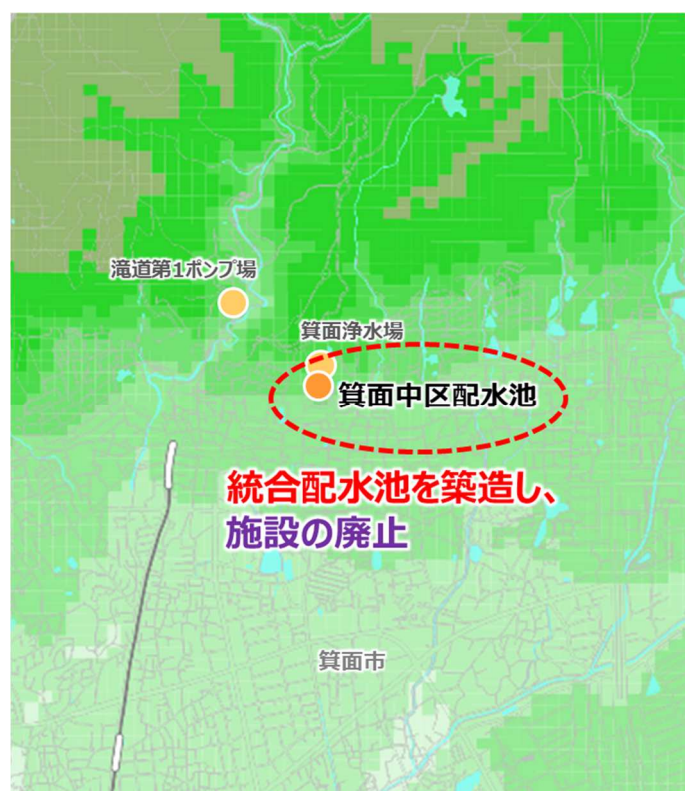 滝道第1ポンプ場
箕面浄水場
箕面中区配水池
統合配水池を築造し、
施設の廃止
箕面市